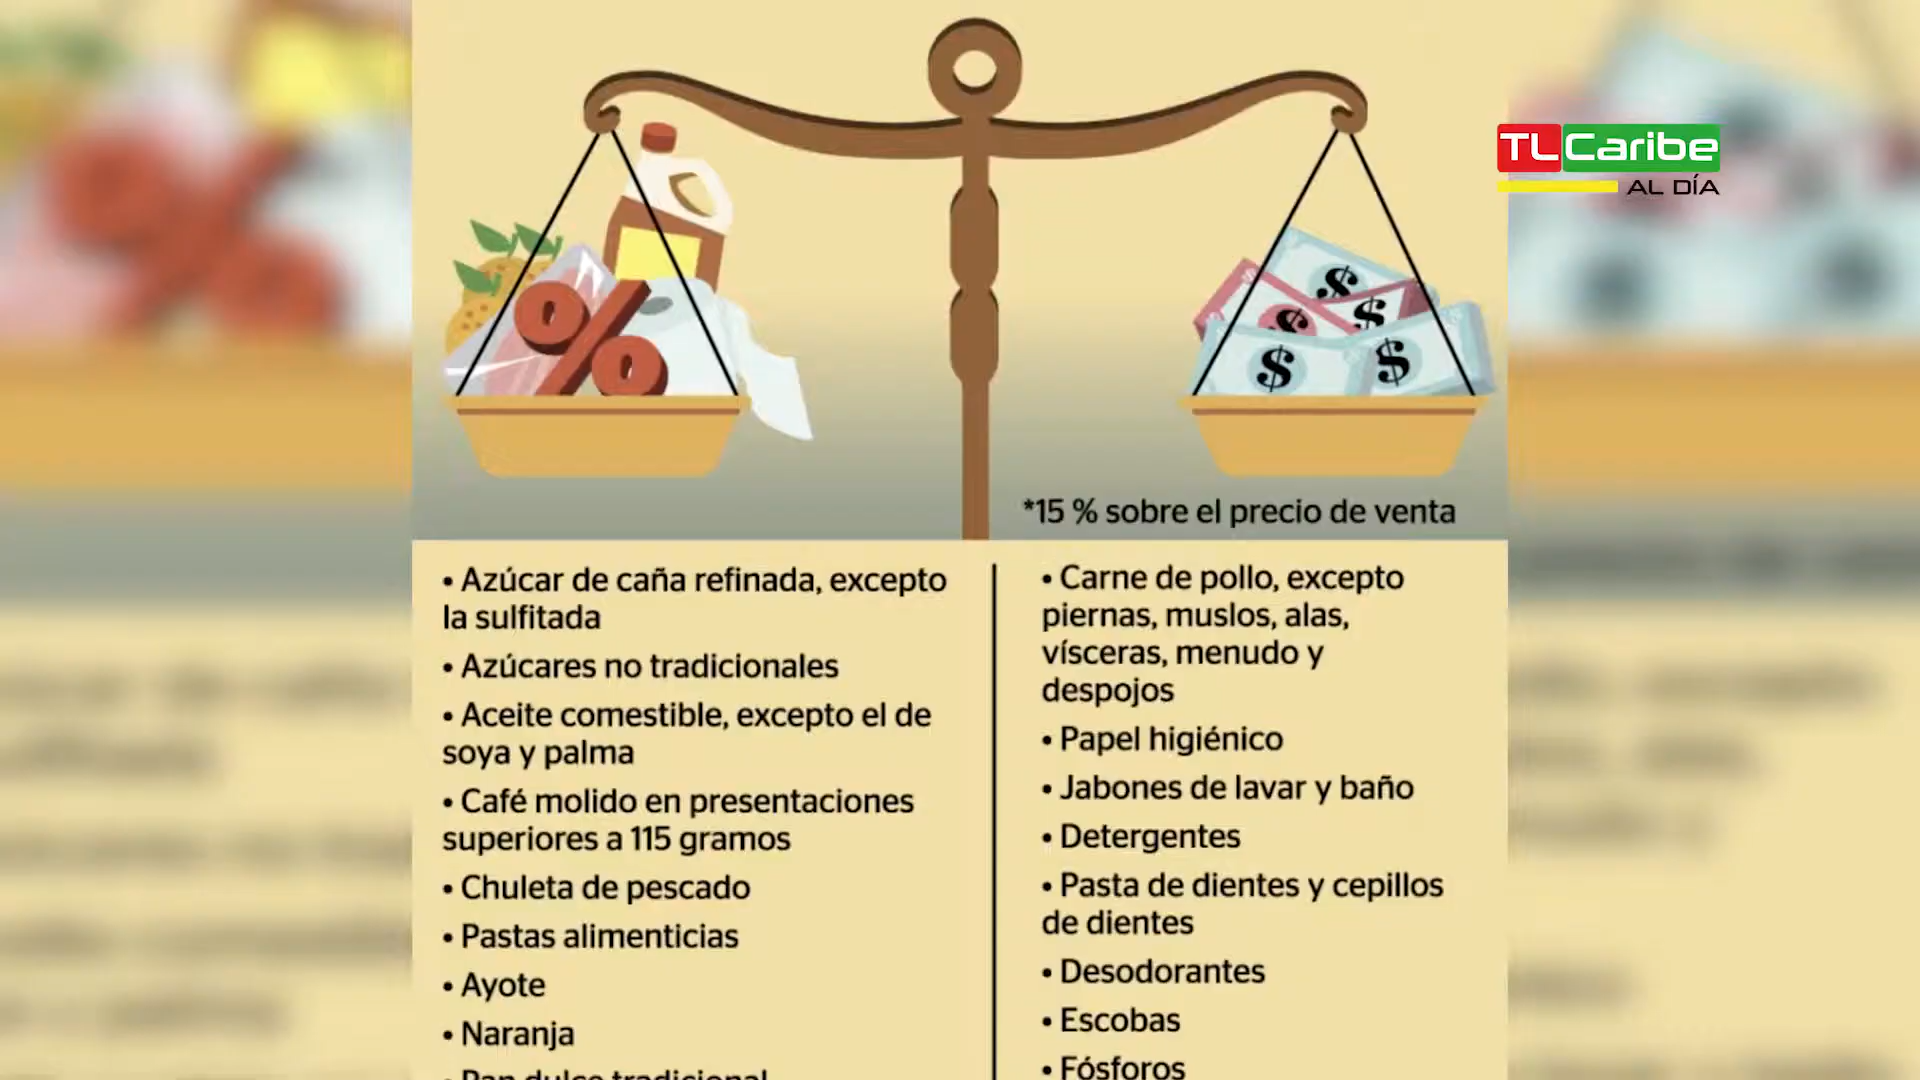 TLCaribe
AL DÍA
*15 % sobre el precio de venta
• Azúcar de caña refinada, excepto
la sulfitada
• Azúcares no tradicionales
• Aceite comestible, excepto el de
soya y palma
• Café molido en presentaciones
superiores a 115 gramos
• Chuleta de pescado
• Pastas alimenticias
• Ayote
• Naranja
• Pan dulce tradicional
• Carne de pollo, excepto
piernas, muslos, alas,
vísceras, menudo y
despojos
• Papel higiénico
• Jabones de lavar y baño
• Detergentes
• Pasta de dientes y cepillos
de dientes
• Desodorantes
• Escobas
• Fósforos